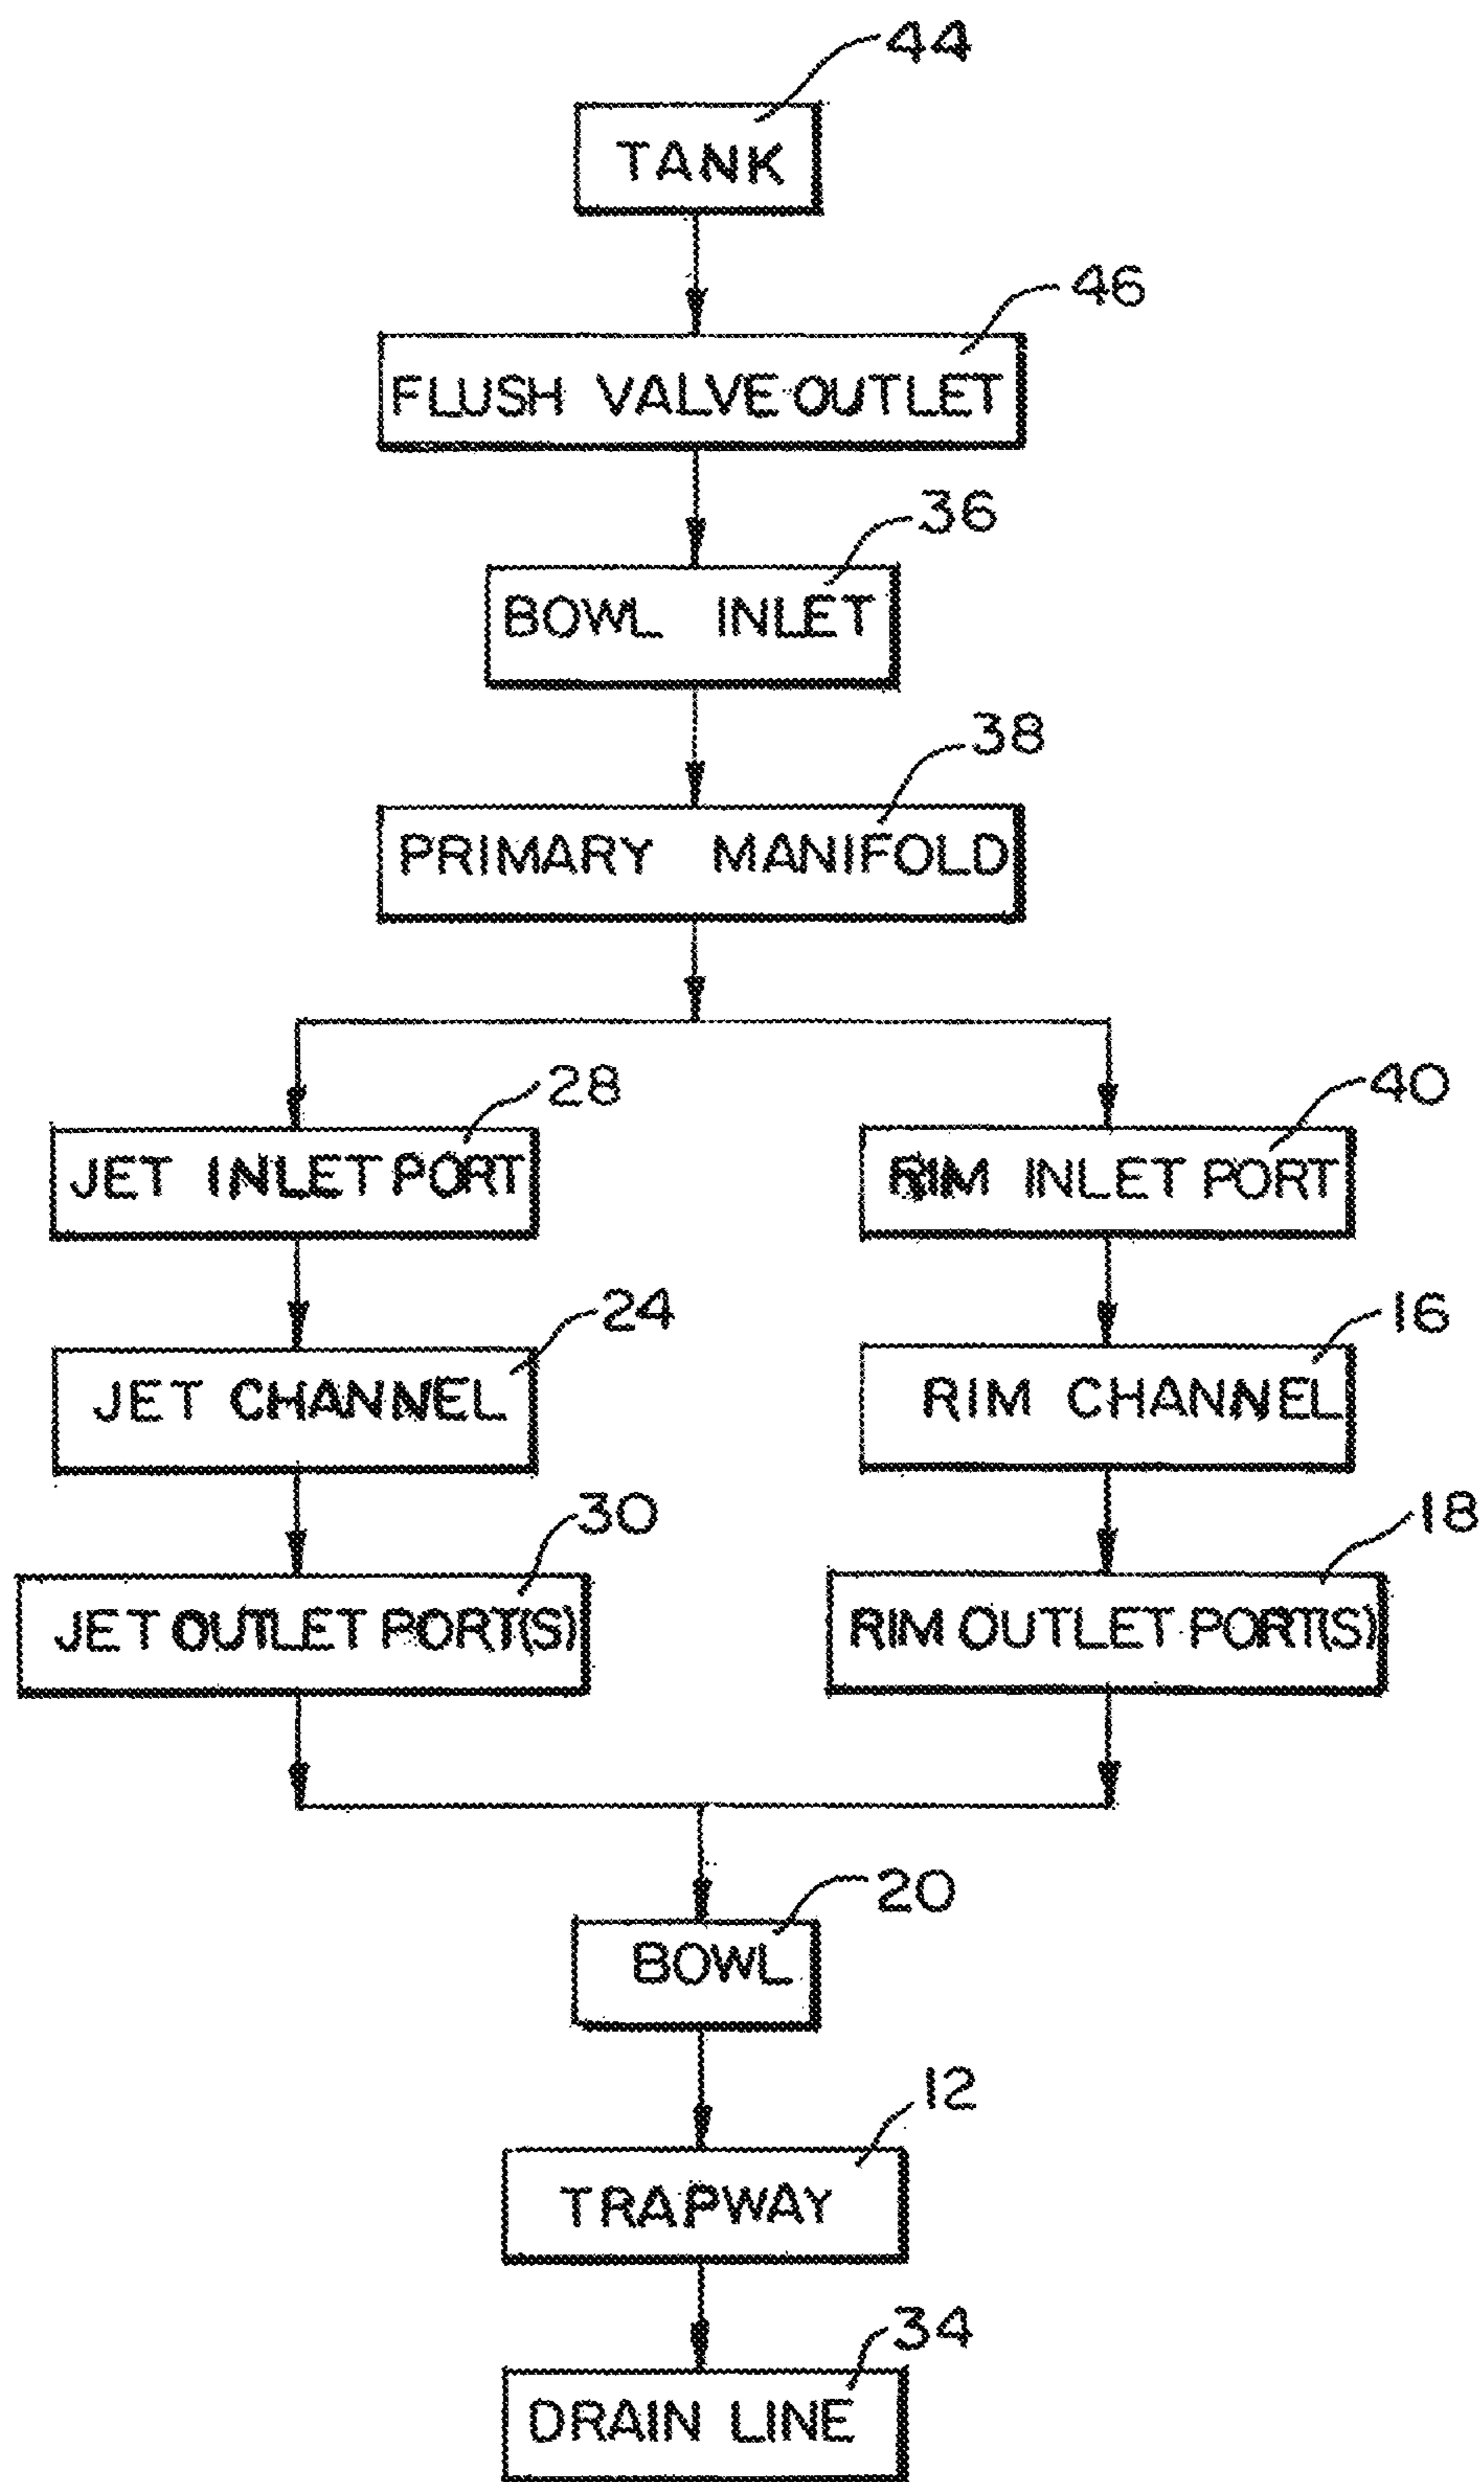 44
TANK
46
FLUSH VALVE OUTLET
36
BOWL INLET
38
PRIMARY MANIFOLD
28
JET INLET PORT
40
RIM INLET PORT
24
JET CHANNEL
16
RIM CHANNEL
30
JET OUTLET PORT(S)
18
RIM OUTLET PORT(S)
20
BOWL
12
TRAPWAY
34
DRAIN LINE